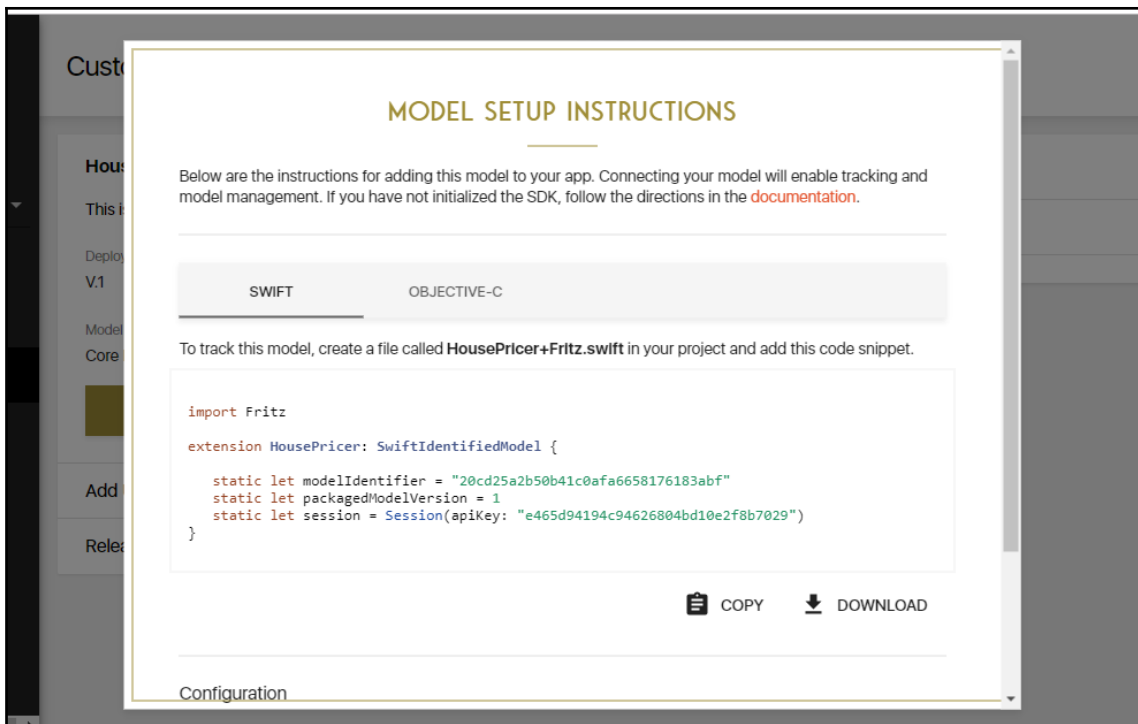 Custo
MODEL SETUP INSTRUCTIONS
Hous
Below are the instructions for adding this model to your app. Connecting your model will enable tracking and
model management. If you have not initialized the SDK, follow the directions in the documentation.
This is
Deploy
V.1
SWIFT OBJECTIVE-C
Model
Core
To track this model, create a file called HousePricer+Fritz.swift in your project and add this code snippet.
import Fritz
extension HousePricer: SwiftIdentifiedModel {
static let modelIdentifier = "20cd25a2b50b41c0afa6658176183abf"
static let packagedModelVersion = 1
static let session = Session(apiKey: "e465d94194c94626804bd10e2f8b7029")
}
Add
Relea
COPY DOWNLOAD
Configuration